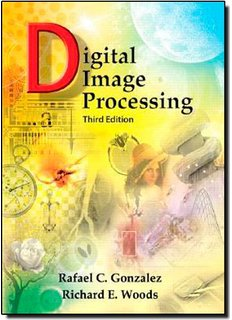 Digital
Image
Processing
Third Edition
Rafael C. Gonzalez
Richard E. Woods